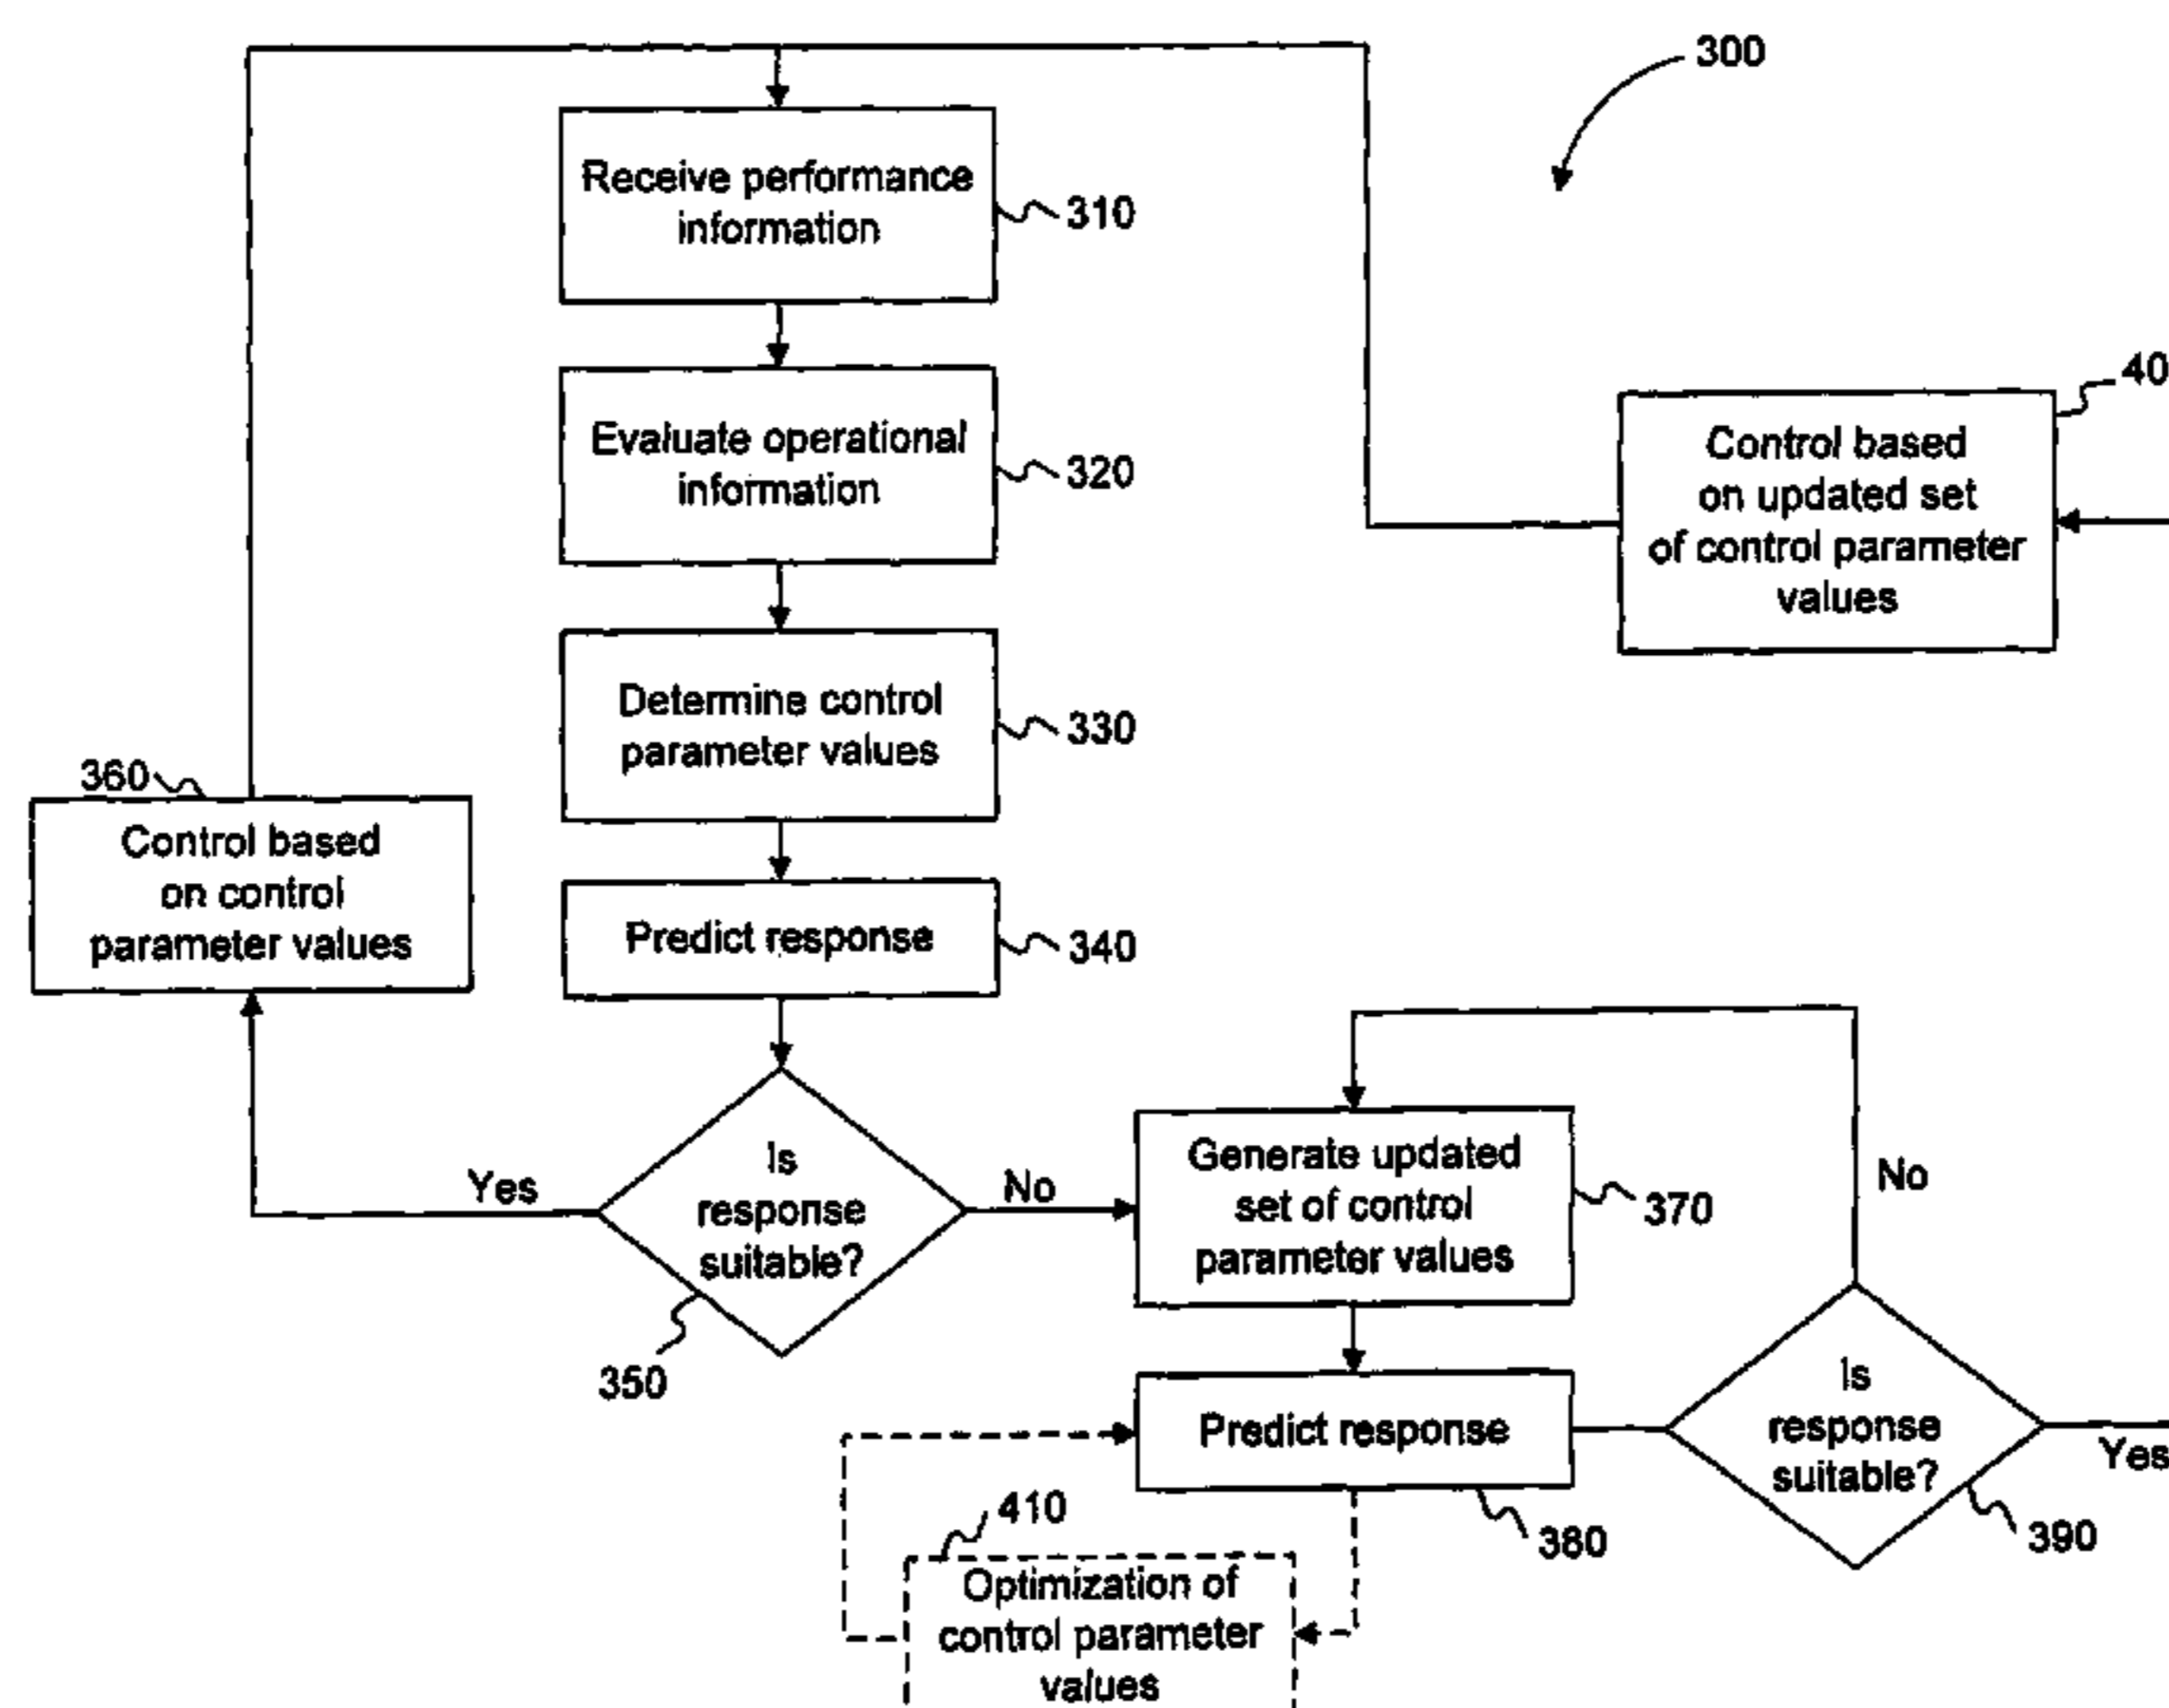 300
Receive performance
information
310
Evaluate operational
information
320
40
Control based
on updated set
of control parameter
values
Determine control
parameter values
330
360
Control based
on control
parameter values
Predict response
340
Is
response
suitable?
Yes
No
350
Generate updated
set of control
parameter values
370
No
Predict response
380
Is
response
suitable?
Yes
390
410
Optimization of
control parameter
values